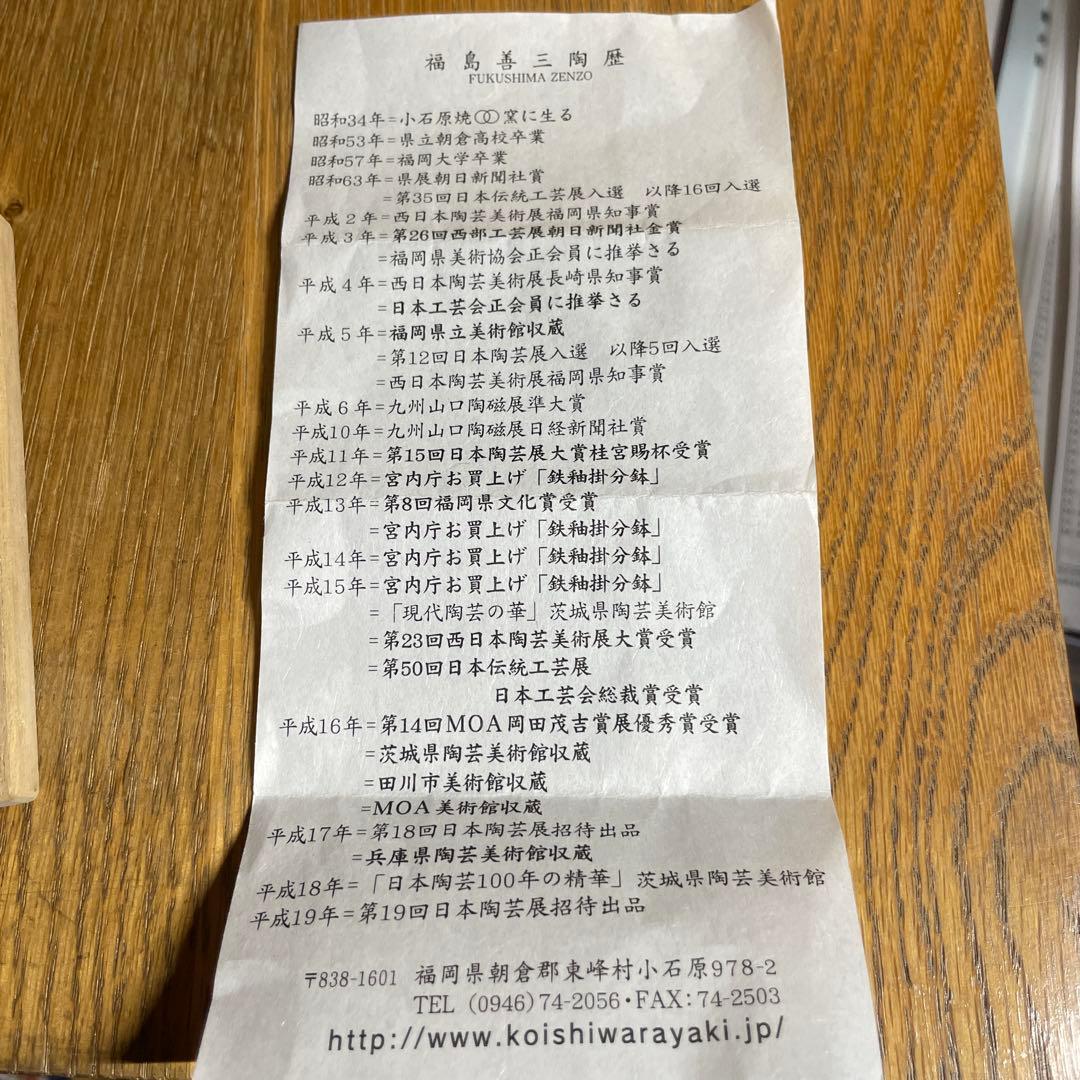 福島善三陶歴
FUKUSHIMA ZENZO
昭和34年=小石原焼○○窯に生る
昭和53年=県立朝倉高校卒業
昭和57年=福岡大学卒業
昭和63年=県展朝日新聞社賞
=第35回日本伝統工芸展入選　以降16回入選
平成２年=西日本陶芸美術展福岡県知事賞
平成３年=第26回西部工芸展朝日新聞社金賞
=福岡県美術協会正会員に推挙さる
平成４年=西日本陶芸美術展長崎県知事賞
=日本工芸会正会員に推挙さる
平成５年=福岡県立美術館収蔵
=第12回日本陶芸展入選　以降5回入選
=西日本陶芸美術展福岡県知事賞
平成６年=九州山口陶磁展準大賞
平成10年=九州山口陶磁展日経新聞社賞
平成11年=第15回日本陶芸展大賞桂宮賜杯受賞
平成12年=宮内庁お買上げ「鉄釉掛分鉢」
平成13年=第8回福岡県文化賞受賞
=宮内庁お買上げ「鉄釉掛分鉢」
平成14年=宮内庁お買上げ「鉄釉掛分鉢」
平成15年=宮内庁お買上げ「鉄釉掛分鉢」
=「現代陶芸の華」茨城県陶芸美術館
=第23回西日本陶芸美術展大賞受賞
=第50回日本伝統工芸展
日本工芸会総裁賞受賞
平成16年=第14回MOA岡田茂吉賞展優秀賞受賞
=茨城県陶芸美術館収蔵
=田川市美術館収蔵
=MOA美術館収蔵
平成17年=第18回日本陶芸展招待出品
=兵庫県陶芸美術館収蔵
平成18年=「日本陶芸100年の精華」茨城県陶芸美術館
平成19年=第19回日本陶芸展招待出品
〒838-1601　福岡県朝倉郡東峰村小石原978-2
TEL (0946)74-2056・FAX:74-2503
http://www.koishiwarayaki.jp/